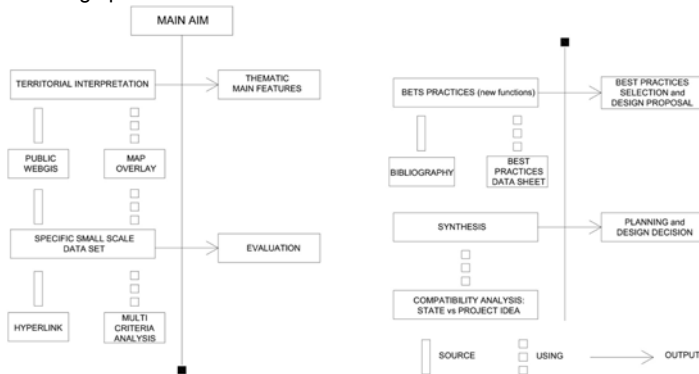 MAIN AIM
TERRITORIAL INTERPRETATION
THEMATIC
MAIN FEATURES
PUBLIC
WEBGIS
MAP
OVERLAY
SPECIFIC SMALL SCALE
DATA SET
EVALUATION
HYPERLINK
MULTI
CRITERIA
ANALYSIS
BETS PRACTICES (new functions)
BEST PRACTICES
SELECTION and
DESIGN PROPOSAL
BIBLIOGRAPHY
BEST
PRACTICES
DATA SHEET
SYNTHESIS
PLANNING and
DESIGN DECISION
COMPATIBILITY ANALYSIS:
STATE vs PROJECT IDEA
SOURCE
USING
OUTPUT